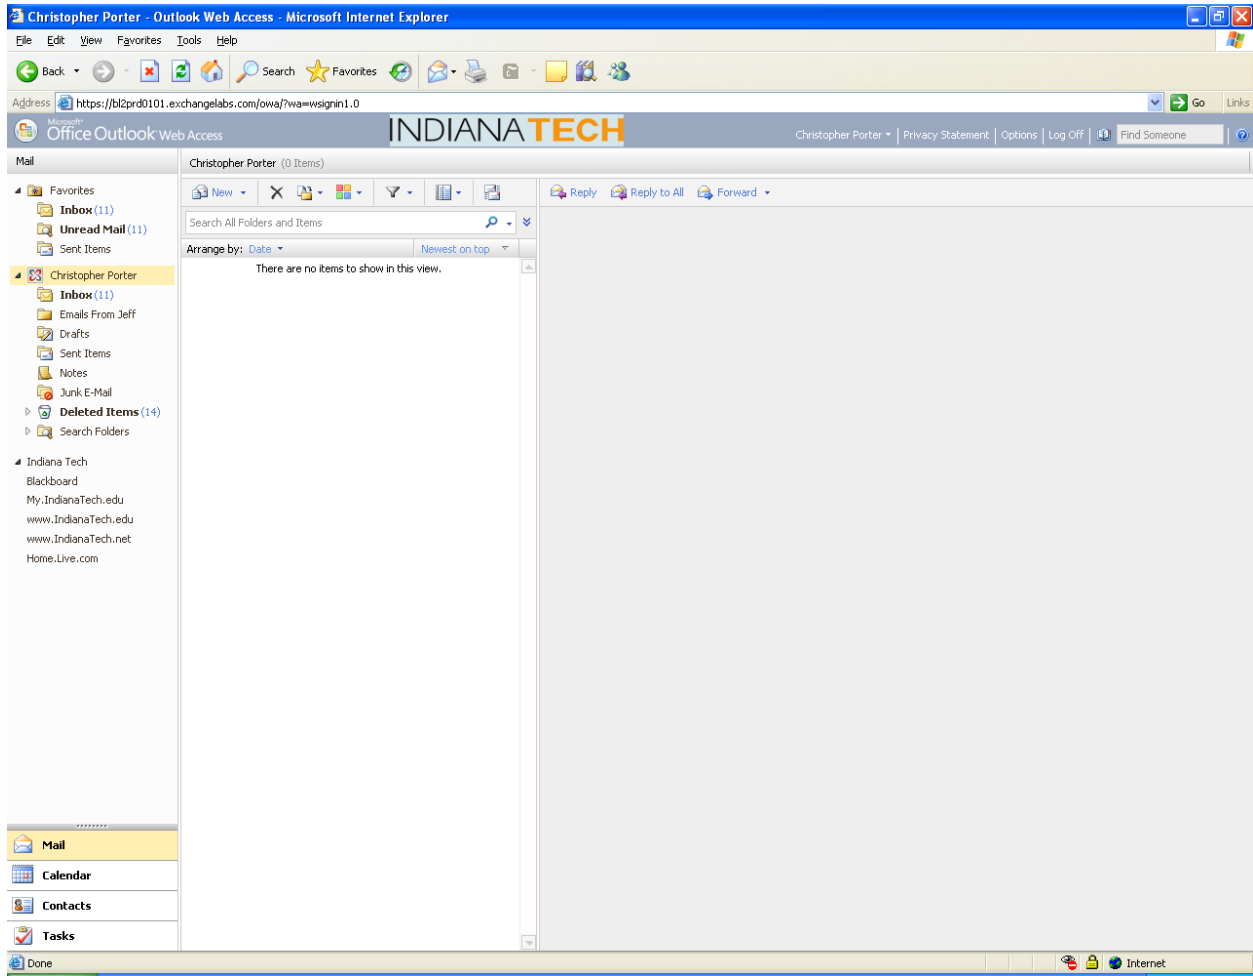 Christopher Porter - Outlook Web Access - Microsoft Internet Explorer
File Edit View Favorites Tools Help
Back Search Favorites
Address https://bl2prd0101.exchangelabs.com/owa/?wa=wsignin1.0 Go Links
Microsoft
Office Outlook Web Access INDIANA TECH Christopher Porter | Privacy Statement | Options | Log Off | Find Someone
Mail Christopher Porter (0 Items)
Favorites New Reply Reply to All Forward
Inbox (11)
Search All Folders and Items
Unread Mail (11)
Sent Items Arrange by: Date Newest on top
There are no items to show in this view.
Christopher Porter
Inbox (11)
Emails From Jeff
Drafts
Sent Items
Notes
Junk E-Mail
Deleted Items (14)
Search Folders
Indiana Tech
Blackboard
My.IndianaTech.edu
www.IndianaTech.edu
www.IndianaTech.net
Home.Live.com
Mail
Calendar
Contacts
Tasks
Done Internet